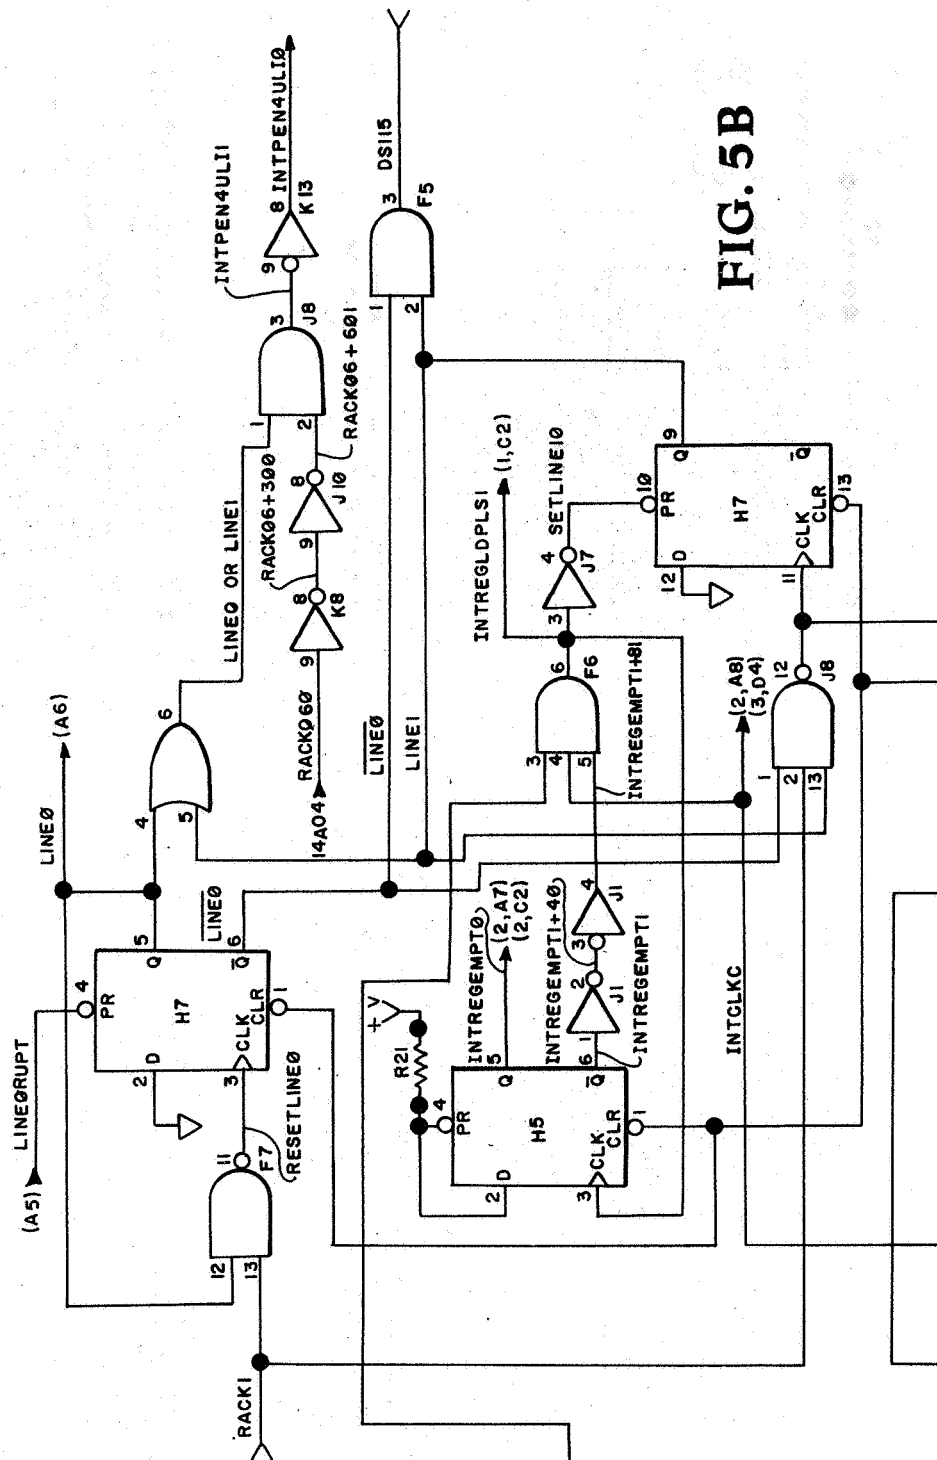 LINE0RUPT
(A5)
LINE0
(A6)
4
PR
2
D
H7
Q
5
3
CLK
CLR
1
Q
6
LINE0
12
13
11
F7
RESETLINE0
RACK1
4
5
6
LINE0 OR LINE1
RACK060
14A04
9
8
K8
RACK06+300
9
8
J10
RACK06+601
1
2
3
J8
INTPEN4ULI1
9
8
K13
INTPEN4ULI0
LINE0
LINE1
1
2
3
F5
DS115
+V
R21
4
PR
2
D
H5
Q
5
3
CLK
CLR
1
Q
6
INTREGEMPT0
(2,A7)
(2,C2)
INTREGEMPT1+40
1
2
J1
INTREGEMPT1
3
4
J1
INTREGEMPT1+81
3
4
5
6
F6
INTREGLDPLS1
(1,C2)
3
4
J7
SETLINE10
10
PR
12
D
H7
Q
9
11
CLK
CLR
13
Q
INTCLKC
(2,A8)
(3,D4)
1
2
13
12
J8
FIG. 5B